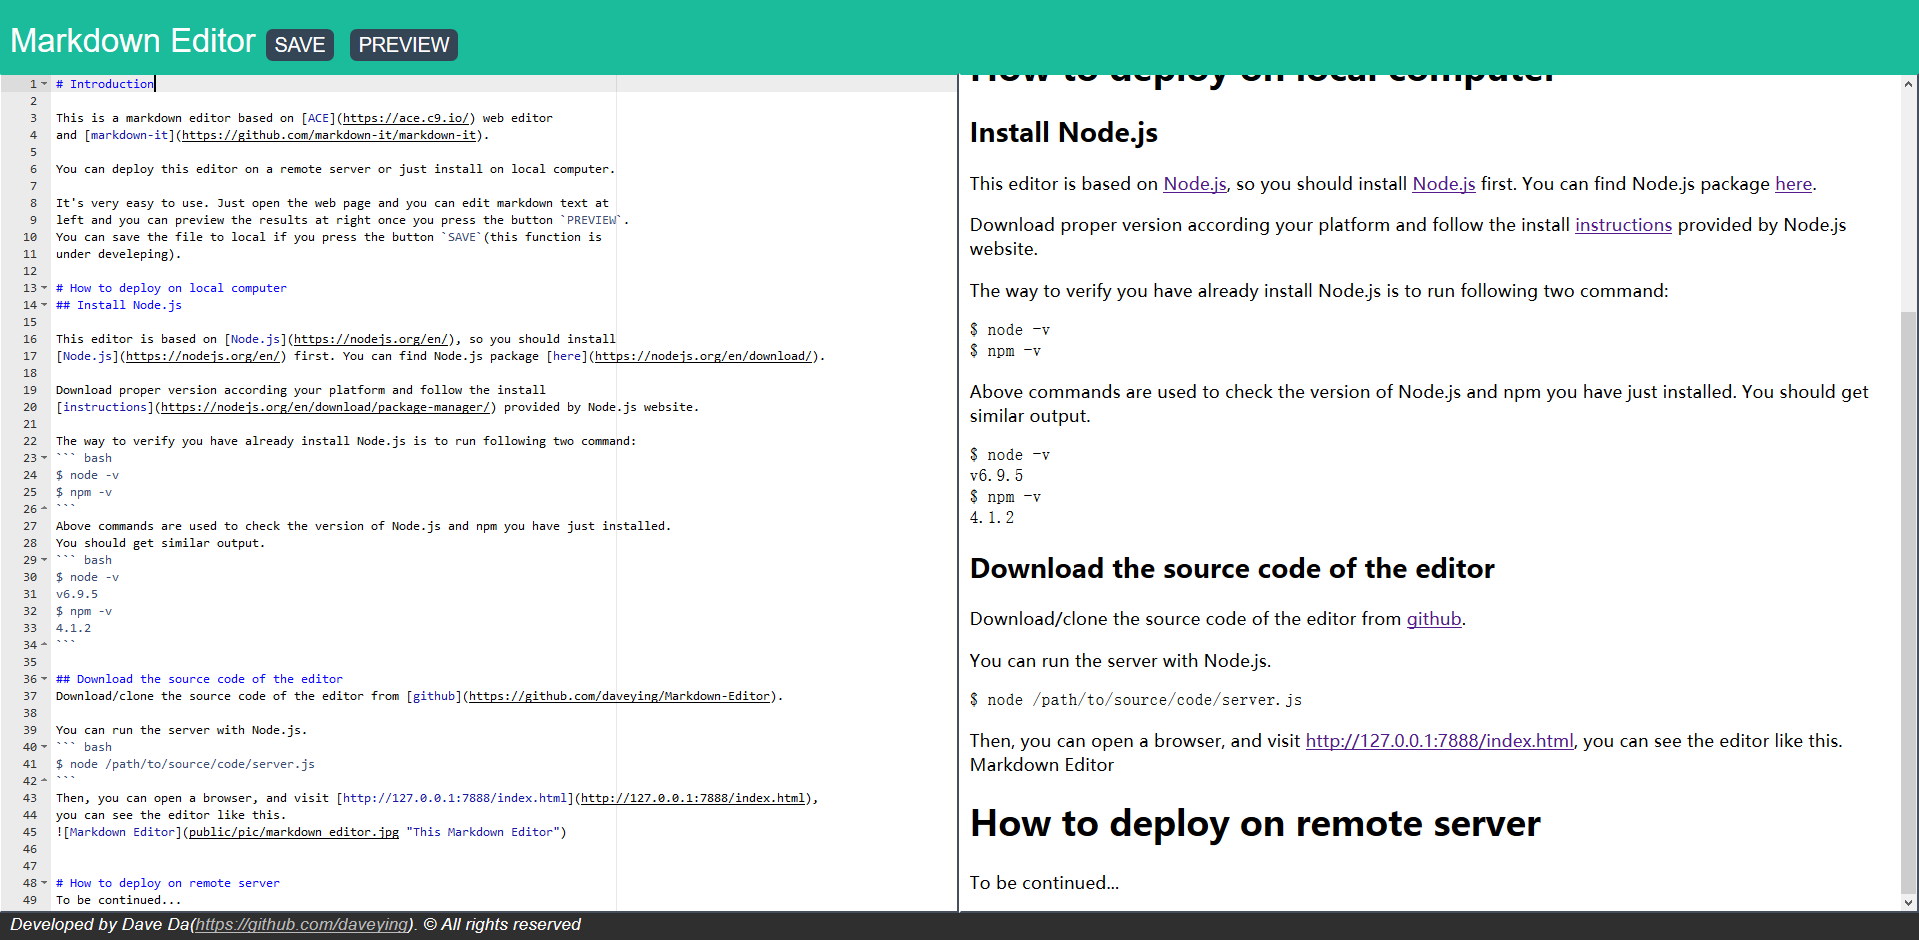 Markdown Editor SAVE PREVIEW
1 # Introduction
2
3 This is a markdown editor based on [ACE](https://ace.c9.io/) web editor
4 and [markdown-it](https://github.com/markdown-it/markdown-it).
5
6 You can deploy this editor on a remote server or just install on local computer.
7
8 It's very easy to use. Just open the web page and you can edit markdown text at
9 left and you can preview the results at right once you press the button `PREVIEW`.
10 You can save the file to local if you press the button `SAVE`(this function is
11 under develeping).
12
13 # How to deploy on local computer
14 ## Install Node.js
15
16 This editor is based on [Node.js](https://nodejs.org/en/), so you should install
17 [Node.js](https://nodejs.org/en/) first. You can find Node.js package [here](https://nodejs.org/en/download/).
18
19 Download proper version according your platform and follow the install
20 [instructions](https://nodejs.org/en/download/package-manager/) provided by Node.js website.
21
22 The way to verify you have already install Node.js is to run following two command:
23 ``` bash
24 $ node -v
25 $ npm -v
26 ```
27 Above commands are used to check the version of Node.js and npm you have just installed.
28 You should get similar output.
29 ``` bash
30 $ node -v
31 v6.9.5
32 $ npm -v
33 4.1.2
34 ```
35
36 ## Download the source code of the editor
37 Download/clone the source code of the editor from [github](https://github.com/daveying/Markdown-Editor).
38
39 You can run the server with Node.js.
40 ``` bash
41 $ node /path/to/source/code/server.js
42 ```
43 Then, you can open a browser, and visit [http://127.0.0.1:7888/index.html](http://127.0.0.1:7888/index.html),
44 you can see the editor like this.
45 ![Markdown Editor](public/pic/markdown_editor.jpg "This Markdown Editor")
46
47
48 # How to deploy on remote server
49 To be continued...
How to deploy on local computer
Install Node.js
This editor is based on Node.js, so you should install Node.js first. You can find Node.js package here.
Download proper version according your platform and follow the install instructions provided by Node.js
website.
The way to verify you have already install Node.js is to run following two command:
$ node -v
$ npm -v
Above commands are used to check the version of Node.js and npm you have just installed. You should get
similar output.
$ node -v
v6.9.5
$ npm -v
4.1.2
Download the source code of the editor
Download/clone the source code of the editor from github.
You can run the server with Node.js.
$ node /path/to/source/code/server.js
Then, you can open a browser, and visit http://127.0.0.1:7888/index.html, you can see the editor like this.
Markdown Editor
How to deploy on remote server
To be continued...
Developed by Dave Da(https://github.com/daveying). © All rights reserved